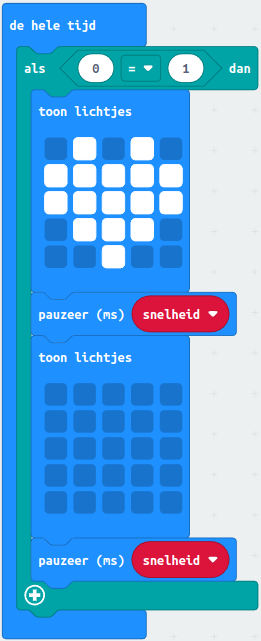 de hele tijd
als 0 = 1 dan
toon lichtjes
pauzeer (ms) snelheid
toon lichtjes
pauzeer (ms) snelheid